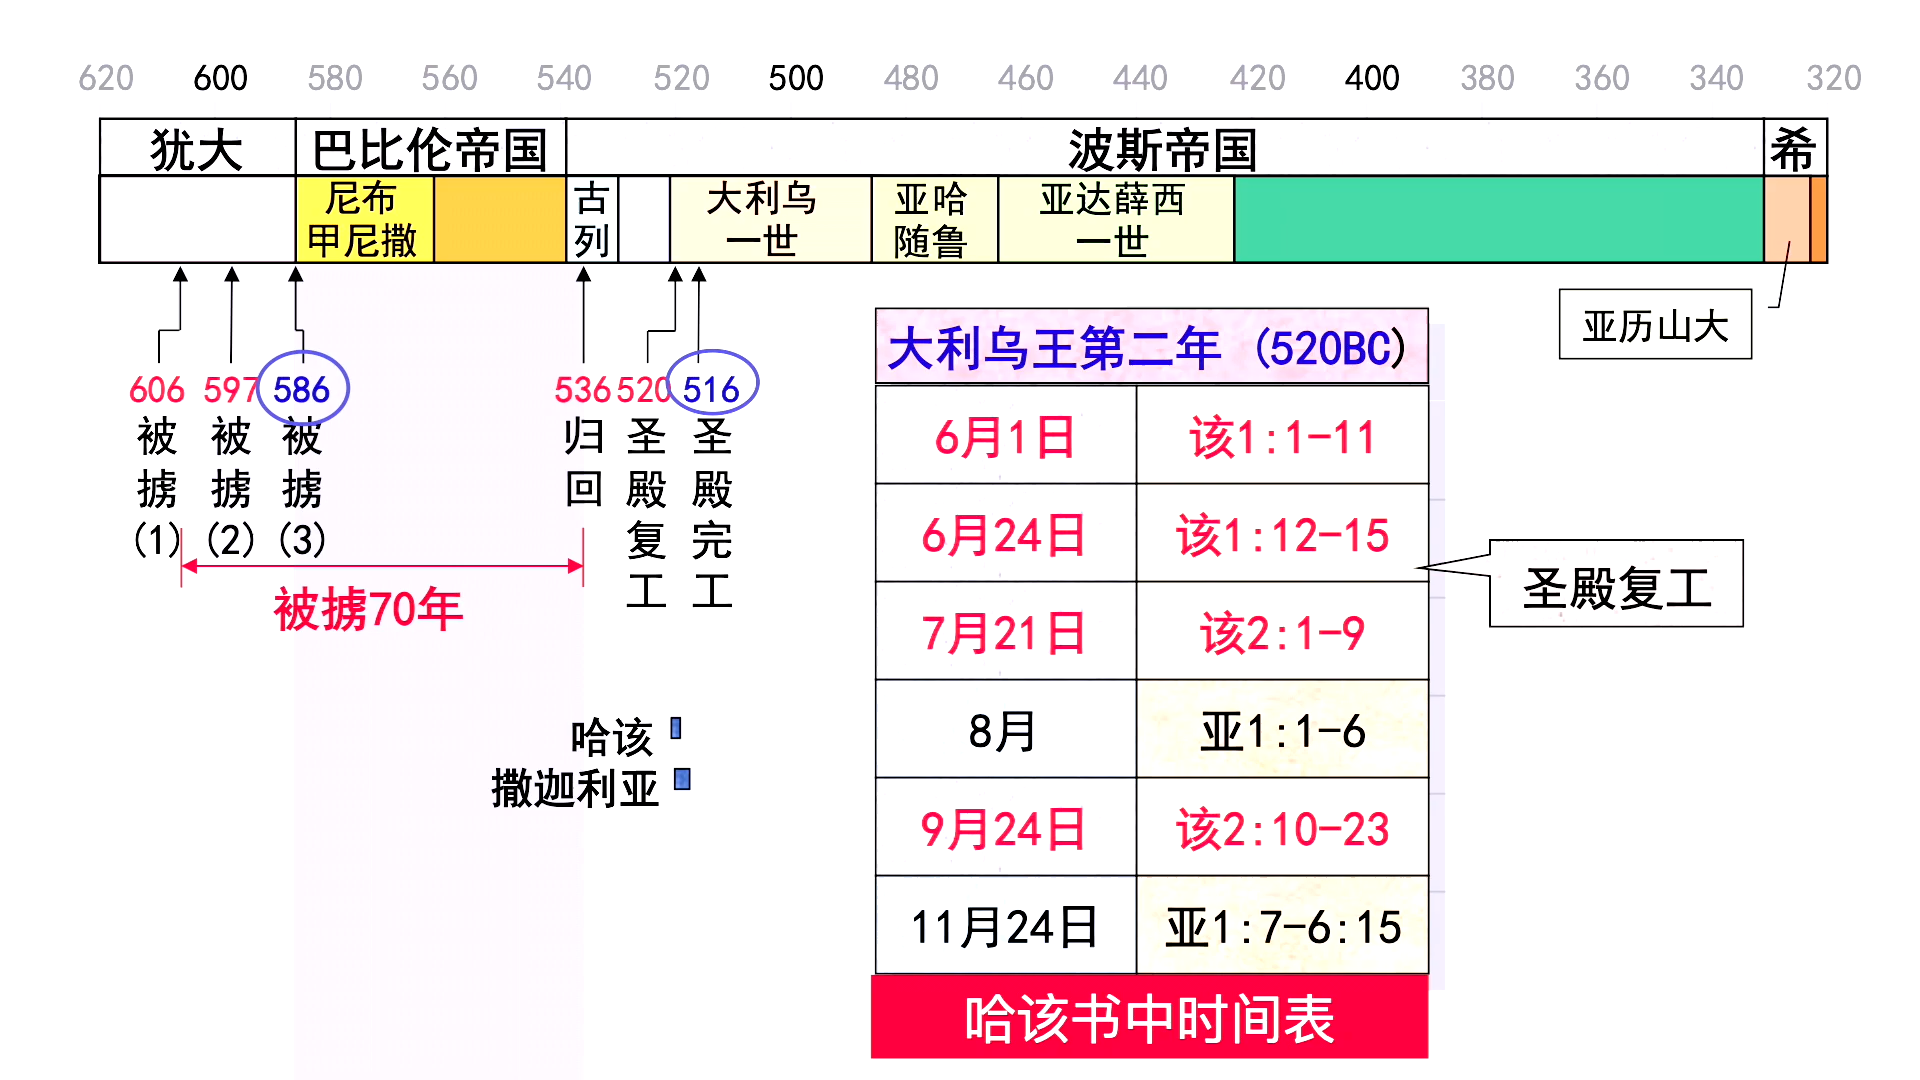 620 600 580 560 540 520 500 480 460 440 420 400 380 360 340 320
犹大 巴比伦帝国 波斯帝国 希
尼布甲尼撒
古列
大利乌一世
亚哈随鲁
亚达薛西一世
亚历山大
606 597 586 536 520 516
被掳(1)
被掳(2)
被掳(3)
归回
圣殿复工
圣殿完工
被掳70年
哈该
撒迦利亚
大利乌王第二年 (520BC)
6月1日 该1:1-11
6月24日 该1:12-15
7月21日 该2:1-9
8月 亚1:1-6
9月24日 该2:10-23
11月24日 亚1:7-6:15
圣殿复工
哈该书中时间表